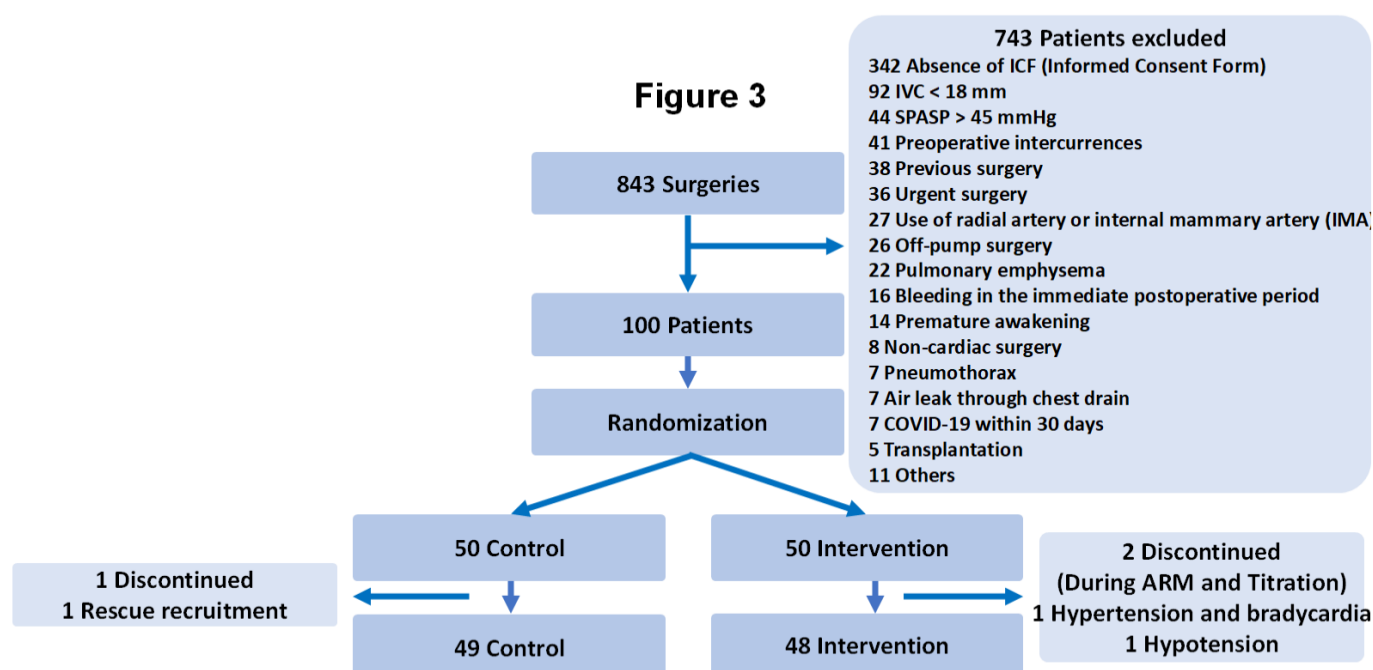 Figure 3
843 Surgeries
743 Patients excluded
342 Absence of ICF (Informed Consent Form)
92 IVC < 18 mm
44 SPASP > 45 mmHg
41 Preoperative intercurrences
38 Previous surgery
36 Urgent surgery
27 Use of radial artery or internal mammary artery (IMA)
26 Off-pump surgery
22 Pulmonary emphysema
16 Bleeding in the immediate postoperative period
14 Premature awakening
8 Non-cardiac surgery
7 Pneumothorax
7 Air leak through chest drain
7 COVID-19 within 30 days
5 Transplantation
11 Others
100 Patients
Randomization
50 Control
50 Intervention
1 Discontinued
1 Rescue recruitment
2 Discontinued
(During ARM and Titration)
1 Hypertension and bradycardia
1 Hypotension
49 Control
48 Intervention